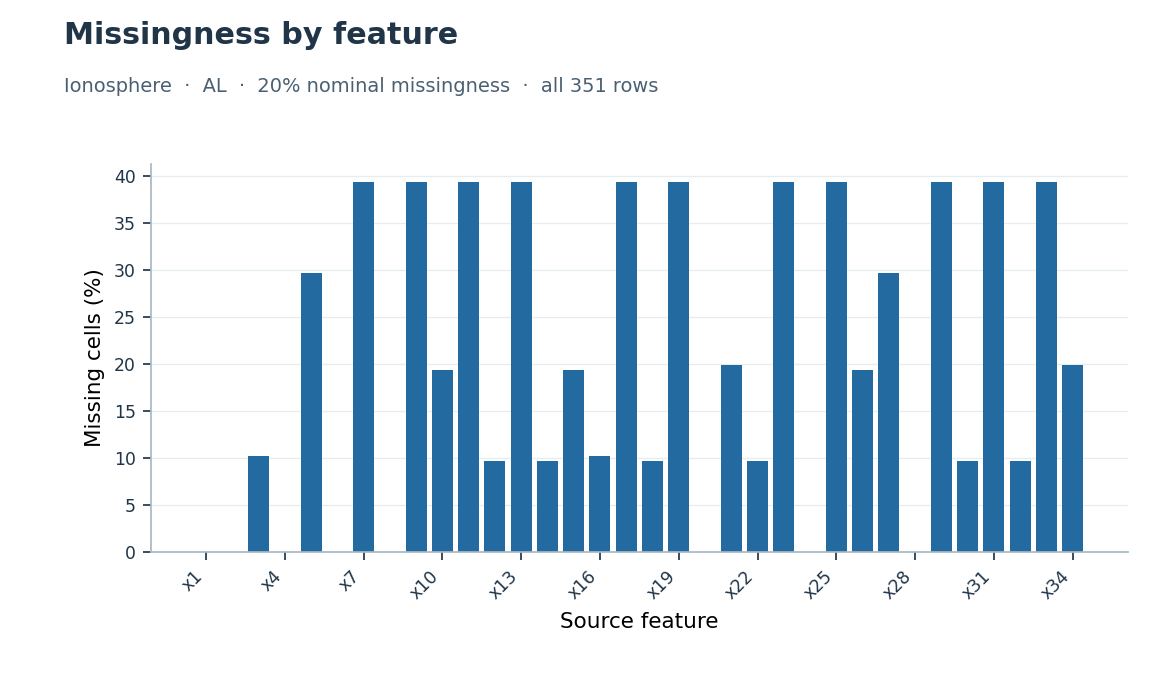 Missingness by feature
Ionosphere · AL · 20% nominal missingness · all 351 rows
40
35
30
25
20
15
10
5
0
Missing cells (%)
x1 x4 x7 x10 x13 x16 x19 x22 x25 x28 x31 x34
Source feature